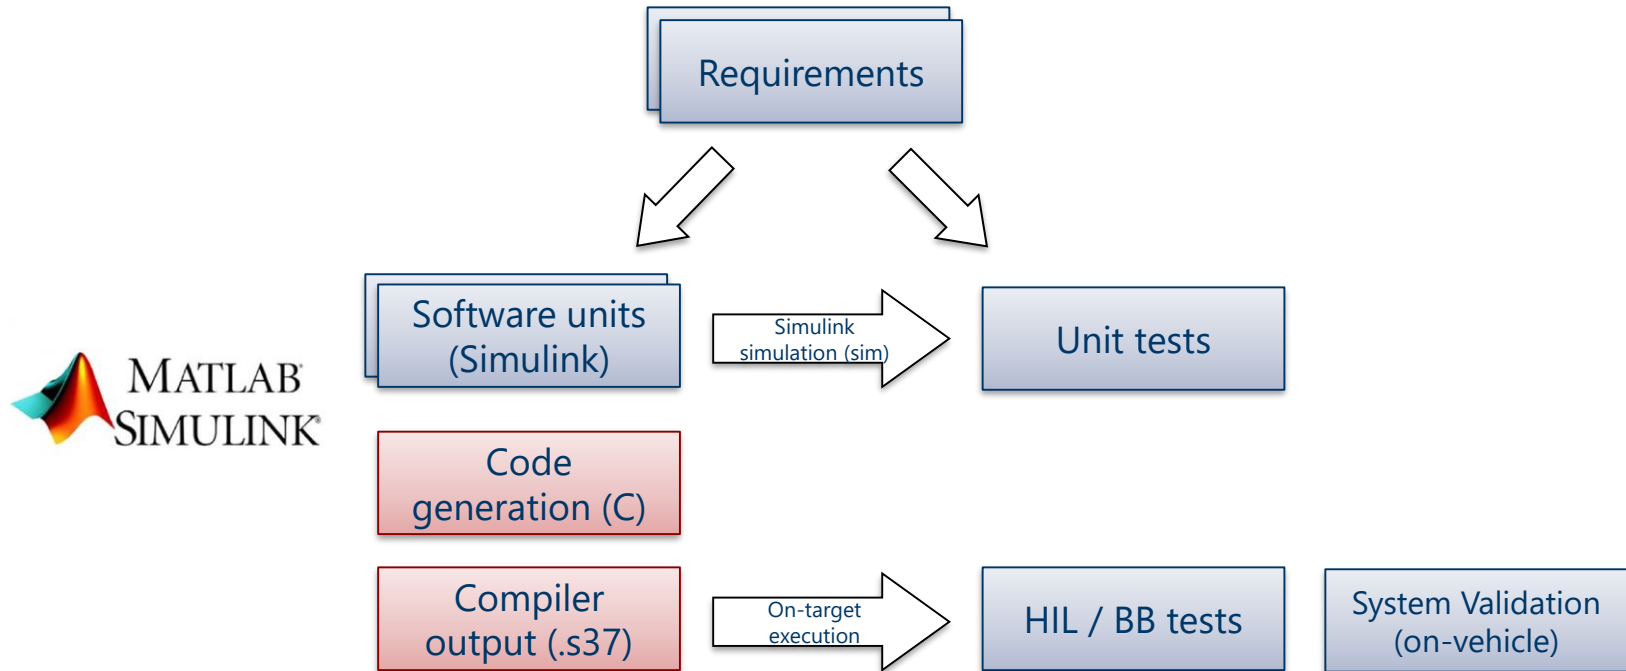 Requirements
Software units
(Simulink)
Simulink
simulation (sim)
Unit tests
MATLAB®
SIMULINK®
Code
generation (C)
Compiler
output (.s37)
On-target
execution
HIL / BB tests
System Validation
(on-vehicle)